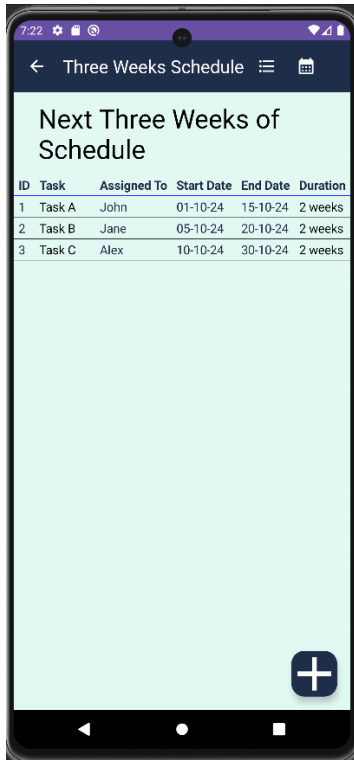 7:22
Three Weeks Schedule
Next Three Weeks of
Schedule
ID Task Assigned To Start Date End Date Duration
1 Task A John 01-10-24 15-10-24 2 weeks
2 Task B Jane 05-10-24 20-10-24 2 weeks
3 Task C Alex 10-10-24 30-10-24 2 weeks